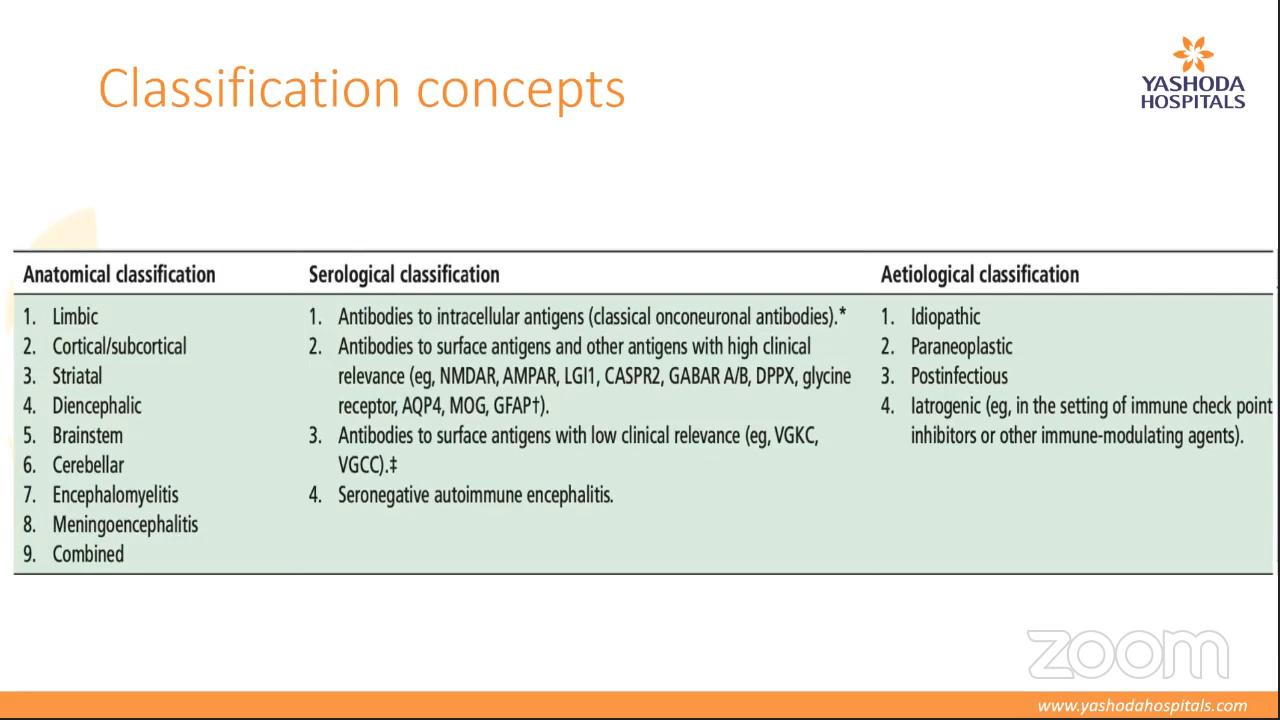 Classification concepts
YASHODA
HOSPITALS
Anatomical classification
1. Limbic
2. Cortical/subcortical
3. Striatal
4. Diencephalic
5. Brainstem
6. Cerebellar
7. Encephalomyelitis
8. Meningoencephalitis
9. Combined
Serological classification
1. Antibodies to intracellular antigens (classical onconeuronal antibodies).*
2. Antibodies to surface antigens and other antigens with high clinical
relevance (eg, NMDAR, AMPAR, LGI1, CASPR2, GABAR A/B, DPPX, glycine
receptor, AQP4, MOG, GFAP†).
3. Antibodies to surface antigens with low clinical relevance (eg, VGKC,
VGCC).‡
4. Seronegative autoimmune encephalitis.
Aetiological classification
1. Idiopathic
2. Paraneoplastic
3. Postinfectious
4. Iatrogenic (eg, in the setting of immune check point
inhibitors or other immune-modulating agents).
zoom
www.yashodahospitals.com